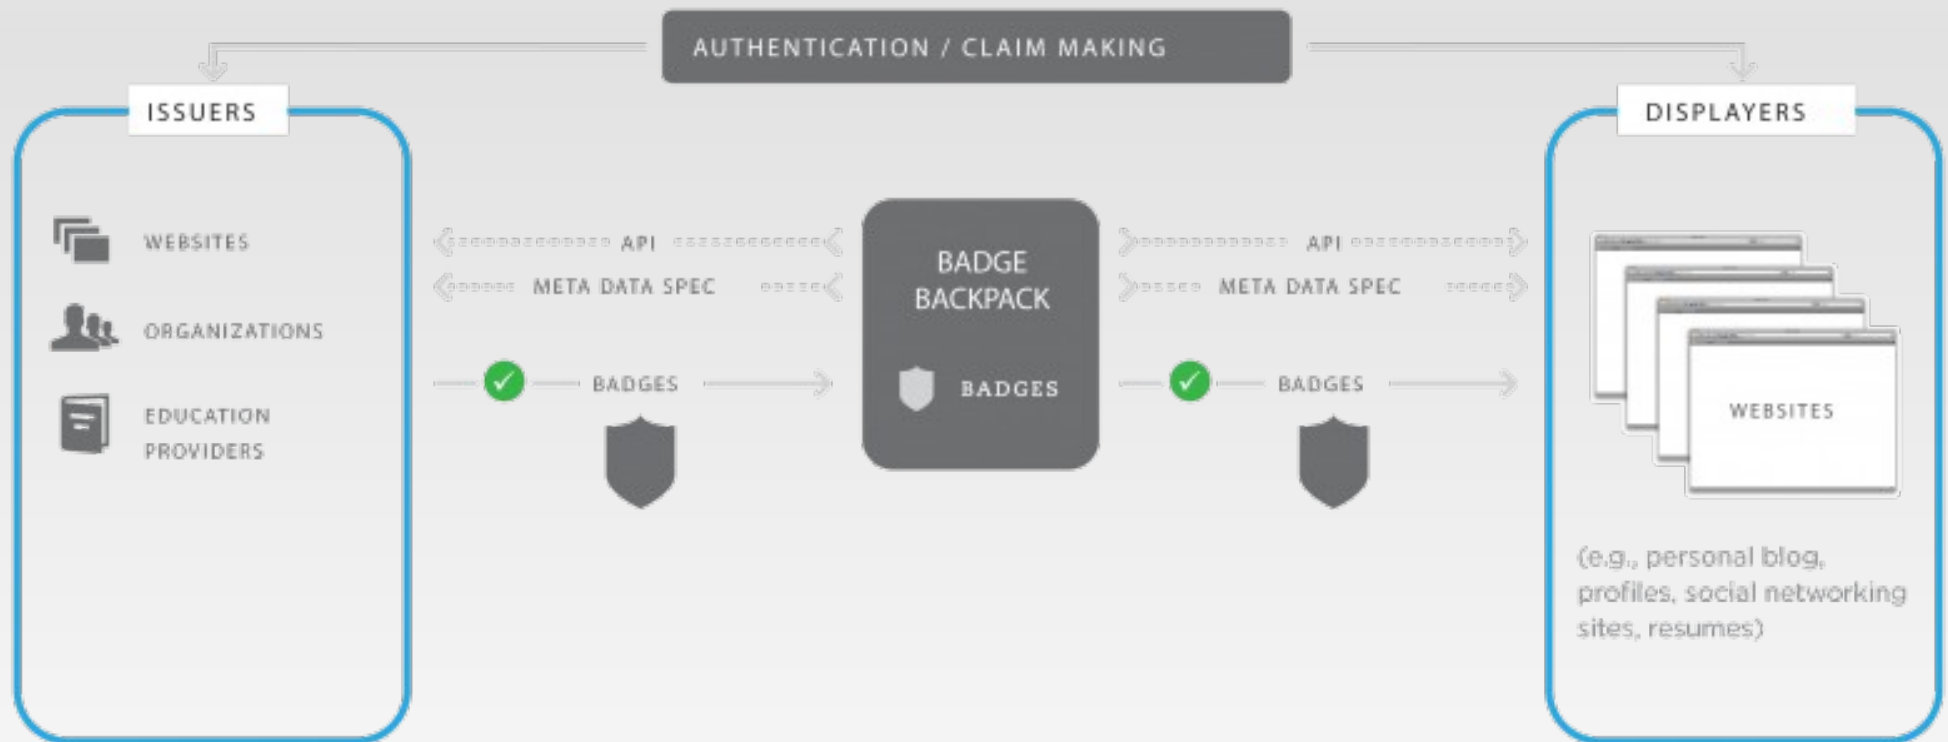 AUTHENTICATION / CLAIM MAKING
ISSUERS
WEBSITES
ORGANIZATIONS
EDUCATION
PROVIDERS
API
META DATA SPEC
BADGES
BADGE
BACKPACK
BADGES
API
META DATA SPEC
BADGES
DISPLAYERS
WEBSITES
(e.g., personal blog,
profiles, social networking
sites, resumes)